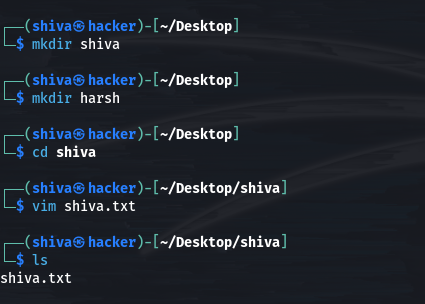 ┌──(shiva㉿hacker)-[~/Desktop]
└─$ mkdir shiva
┌──(shiva㉿hacker)-[~/Desktop]
└─$ mkdir harsh
┌──(shiva㉿hacker)-[~/Desktop]
└─$ cd shiva
┌──(shiva㉿hacker)-[~/Desktop/shiva]
└─$ vim shiva.txt
┌──(shiva㉿hacker)-[~/Desktop/shiva]
└─$ ls
shiva.txt